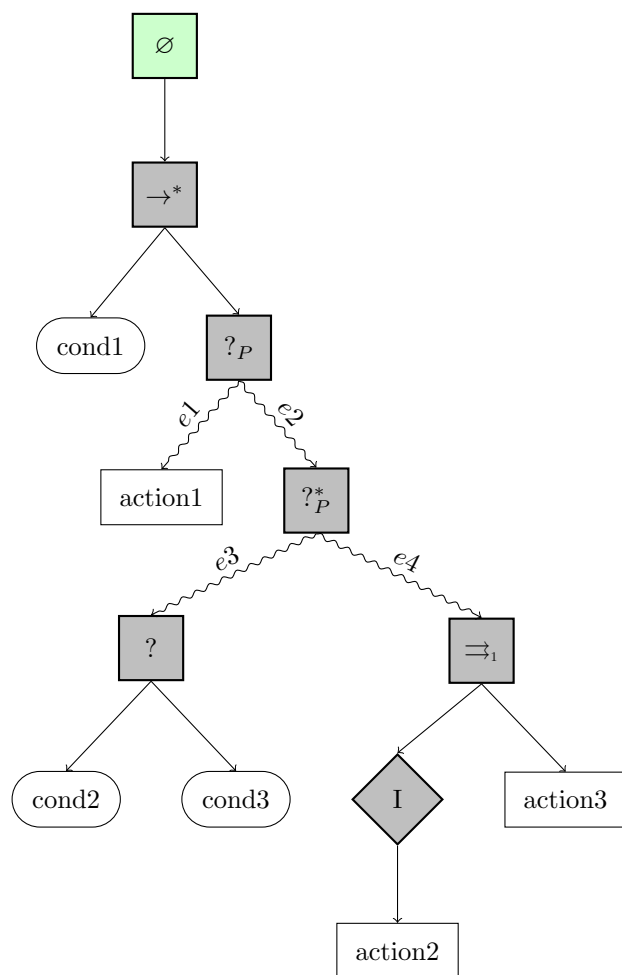 ∅
→*
cond1
?P
e1
e2
action1
?*P
e3
e4
?
⇉1
cond2
cond3
I
action3
action2